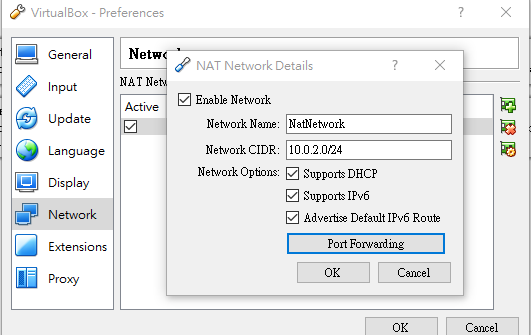 VirtualBox - Preferences
General
Input
Update
Language
Display
Network
Extensions
Proxy
Netw
NAT Netw
Active
NAT Network Details
Enable Network
Network Name: NatNetwork
Network CIDR: 10.0.2.0/24
Network Options: Supports DHCP
Supports IPv6
Advertise Default IPv6 Route
Port Forwarding
OK Cancel
OK Cancel